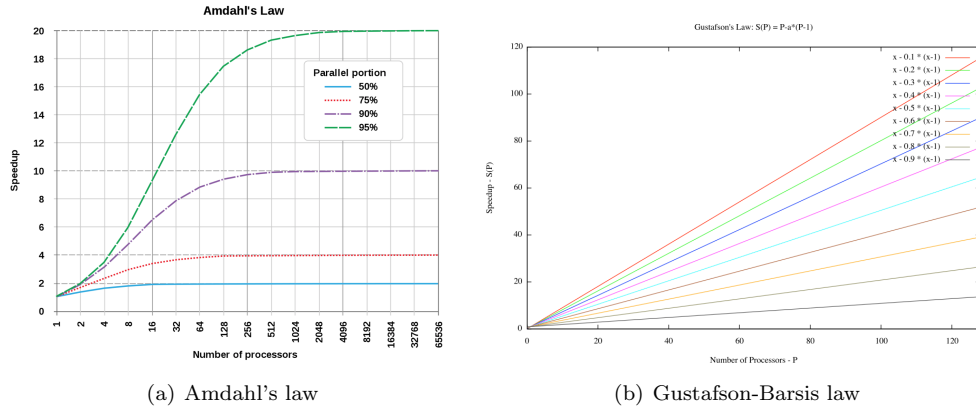 Amdahl's Law
20
18
16
14
12
10
8
6
4
2
0
Speedup
Parallel portion
50%
75%
90%
95%
1
2
4
8
16
32
64
128
256
512
1024
2048
4096
8192
16384
32768
65536
Number of processors
(a) Amdahl's law
Gustafson's Law: S(P) = P-a*(P-1)
120
100
80
60
40
20
0
Speedup - S(P)
x - 0.1 * (x-1)
x - 0.2 * (x-1)
x - 0.3 * (x-1)
x - 0.4 * (x-1)
x - 0.5 * (x-1)
x - 0.6 * (x-1)
x - 0.7 * (x-1)
x - 0.8 * (x-1)
x - 0.9 * (x-1)
0
20
40
60
80
100
120
Number of Processors - P
(b) Gustafson-Barsis law